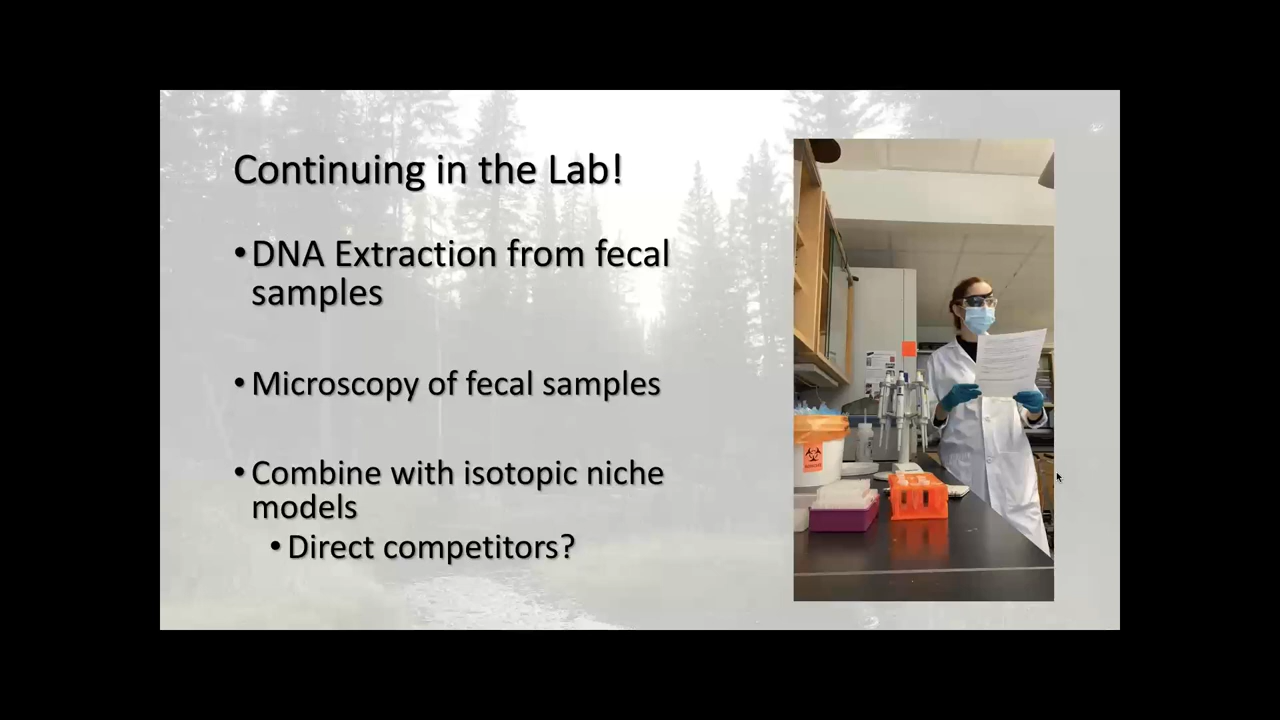 Continuing in the Lab!
•DNA Extraction from fecal
samples
•Microscopy of fecal samples
•Combine with isotopic niche
models
•Direct competitors?